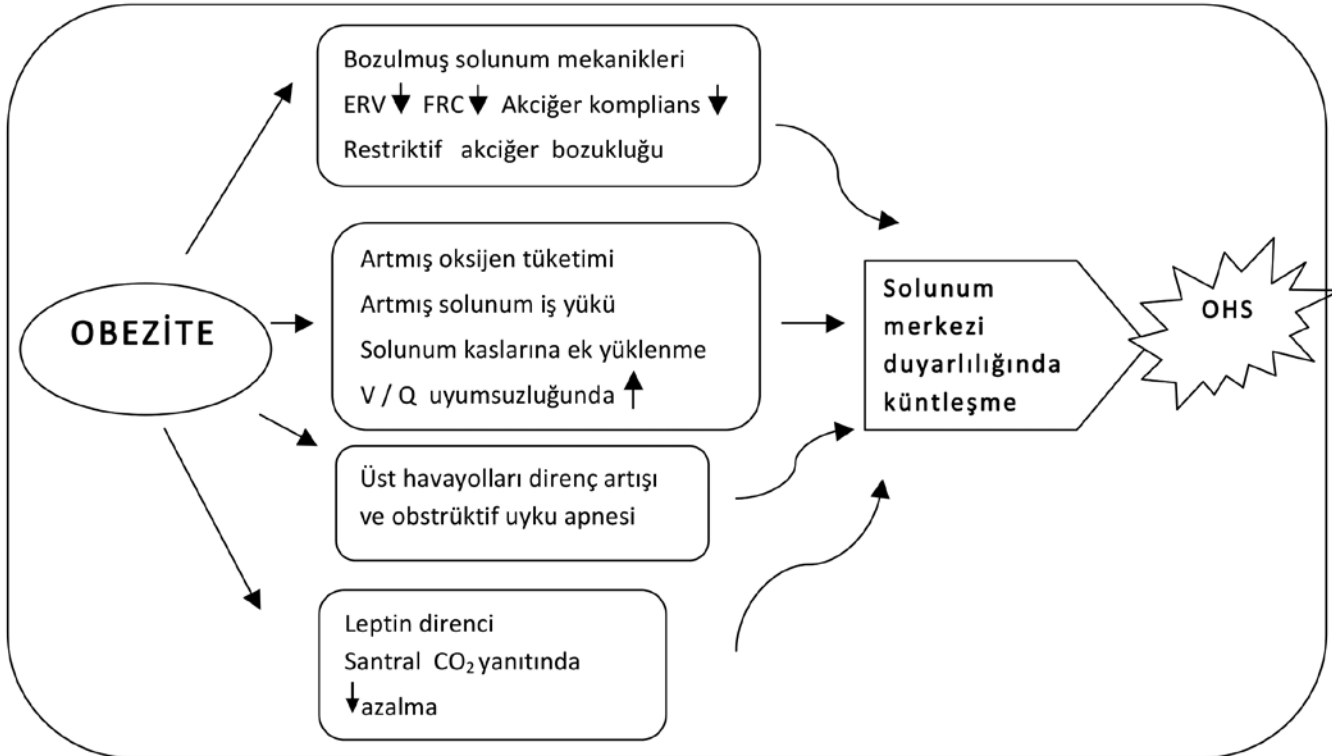 Bozulmuş solunum mekanikleri
ERV ↓ FRC ↓ Akciğer komplians ↓
Restriktif akciğer bozukluğu
OBEZİTE
Artmış oksijen tüketimi
Artmış solunum iş yükü
Solunum kaslarına ek yüklenme
V / Q uyumsuzluğunda ↑
Üst havayolları direnç artışı
ve obstrüktif uyku apnesi
Leptin direnci
Santral CO₂ yanıtında
↓ azalma
Solunum
merkezi
duyarlılığında
küntleşme
OHS